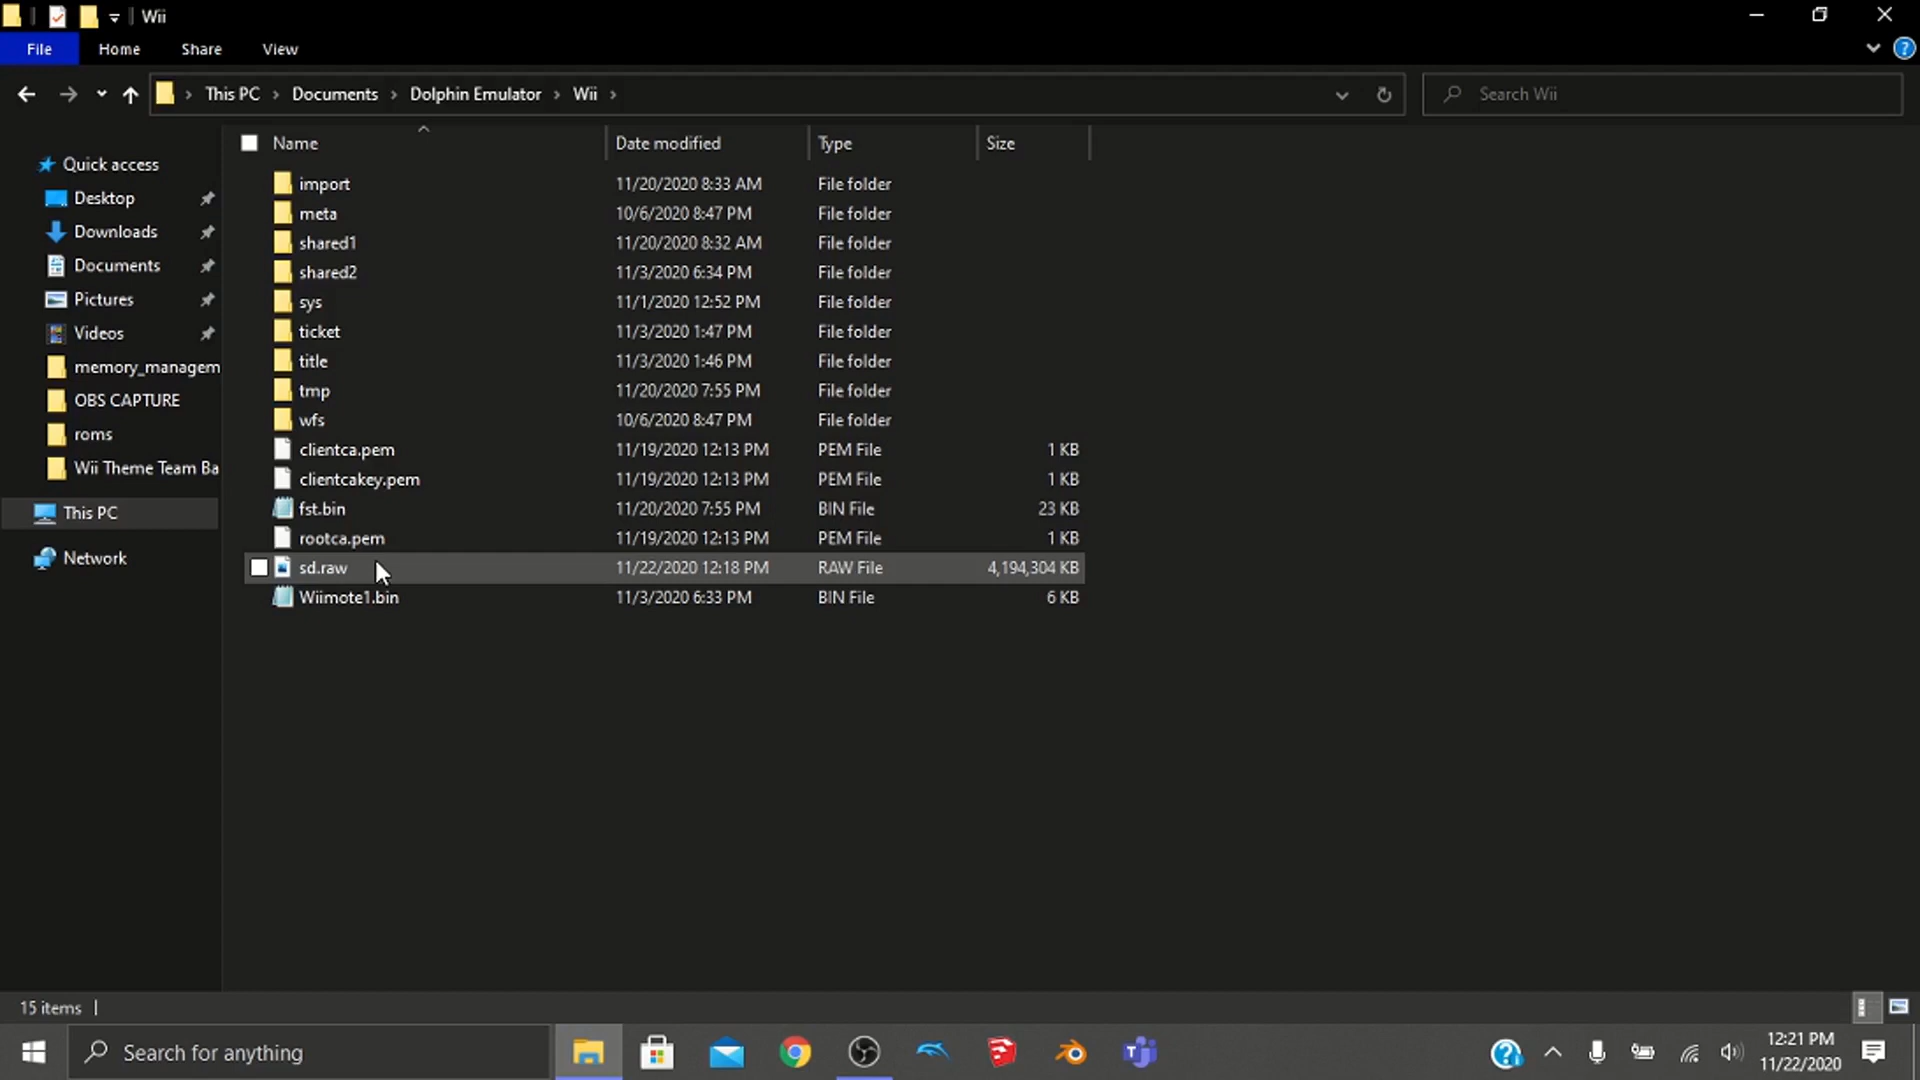 Wii
File Home Share View
This PC Documents Dolphin Emulator Wii Search Wii
Name Date modified Type Size
Quick access
Desktop
Downloads
Documents
Pictures
Videos
memory_managem
OBS CAPTURE
roms
Wii Theme Team Ba
This PC
Network
import 11/20/2020 8:33 AM File folder
meta 10/6/2020 8:47 PM File folder
shared1 11/20/2020 8:32 AM File folder
shared2 11/3/2020 6:34 PM File folder
sys 11/1/2020 12:52 PM File folder
ticket 11/3/2020 1:47 PM File folder
title 11/3/2020 1:46 PM File folder
tmp 11/20/2020 7:55 PM File folder
wfs 10/6/2020 8:47 PM File folder
clientca.pem 11/19/2020 12:13 PM PEM File 1 KB
clientcakey.pem 11/19/2020 12:13 PM PEM File 1 KB
fst.bin 11/20/2020 7:55 PM BIN File 23 KB
rootca.pem 11/19/2020 12:13 PM PEM File 1 KB
sd.raw 11/22/2020 12:18 PM RAW File 4,194,304 KB
Wiimote1.bin 11/3/2020 6:33 PM BIN File 6 KB
15 items
Search for anything
12:21 PM
11/22/2020